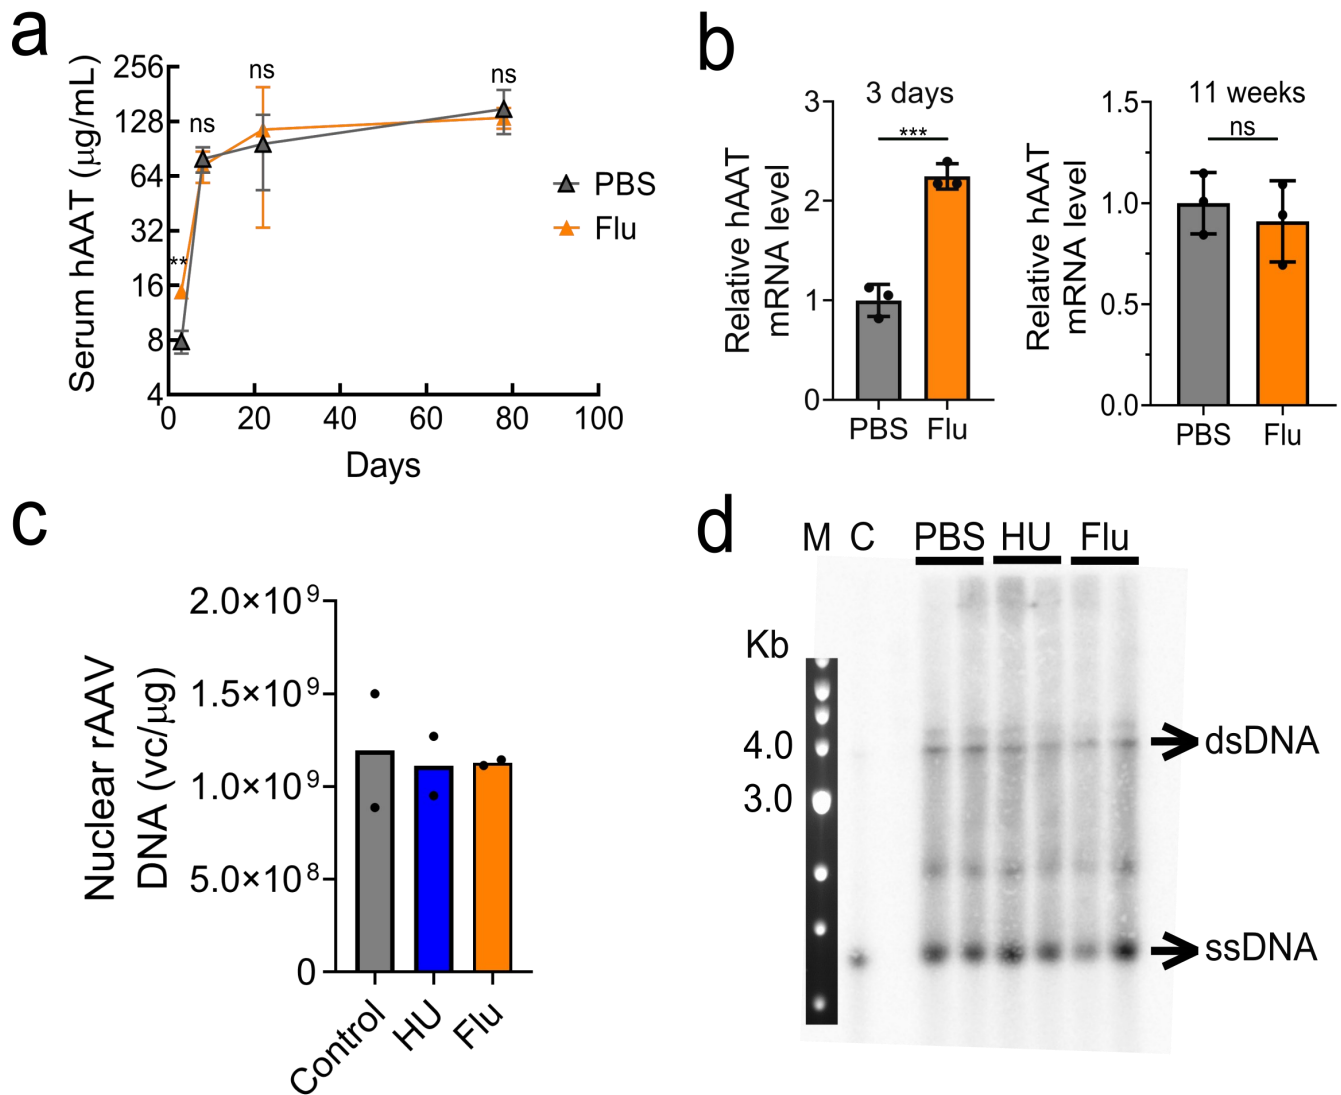 a
Serum hAAT (μg/mL)
256
128
64
32
16
8
4
ns
ns
ns
**
0 20 40 60 80 100
Days
PBS
Flu
b
3 days
***
Relative hAAT
mRNA level
3
2
1
0
PBS Flu
11 weeks
ns
Relative hAAT
mRNA level
1.5
1.0
0.5
0.0
PBS Flu
c
Nuclear rAAV
DNA (vc/μg)
2.0×10⁹
1.5×10⁹
1.0×10⁹
5.0×10⁸
0
Control
HU
Flu
d
M C PBS HU Flu
Kb
4.0
3.0
dsDNA
ssDNA